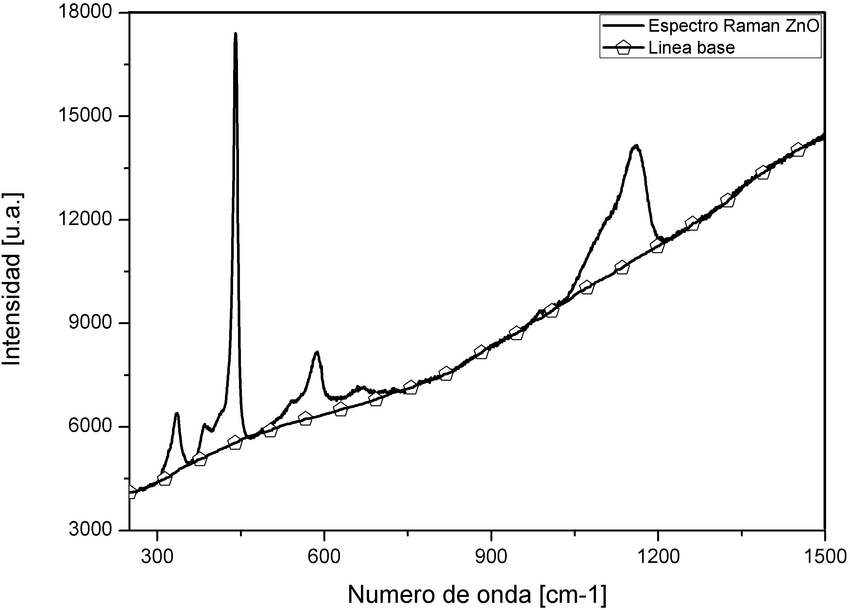 18000
15000
12000
9000
6000
3000
Intensidad [u.a.]
Espectro Raman ZnO
Linea base
300 600 900 1200 1500
Numero de onda [cm-1]